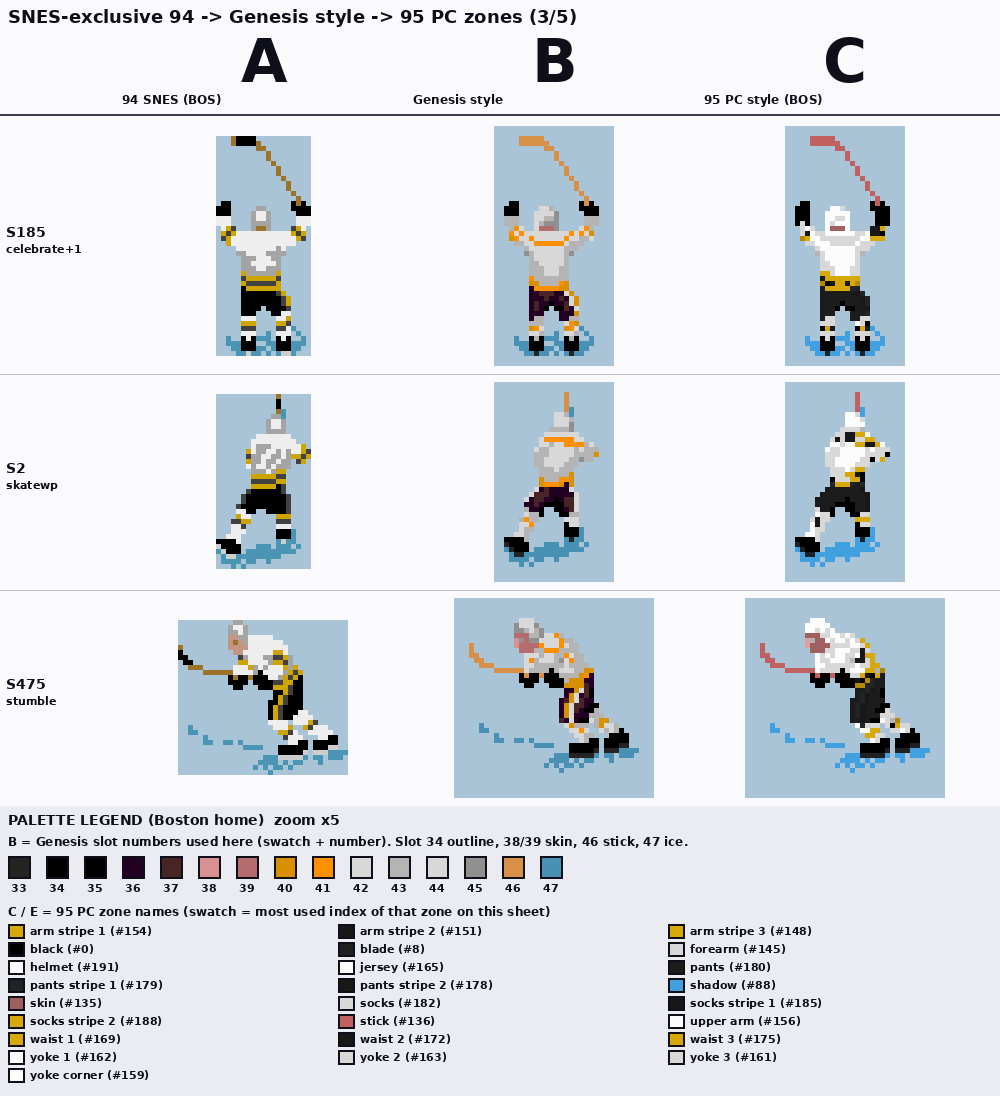 SNES-exclusive 94 -> Genesis style -> 95 PC zones (3/5)
A B C
94 SNES (BOS) Genesis style 95 PC style (BOS)
S185
celebrate+1
S2
skatewp
S475
stumble
PALETTE LEGEND (Boston home)  zoom x5
B = Genesis slot numbers used here (swatch + number). Slot 34 outline, 38/39 skin, 46 stick, 47 ice.
33 34 35 36 37 38 39 40 41 42 43 44 45 46 47
C / E = 95 PC zone names (swatch = most used index of that zone on this sheet)
arm stripe 1 (#154) arm stripe 2 (#151) arm stripe 3 (#148)
black (#0) blade (#8) forearm (#145)
helmet (#191) jersey (#165) pants (#180)
pants stripe 1 (#179) pants stripe 2 (#178) shadow (#88)
skin (#135) socks (#182) socks stripe 1 (#185)
socks stripe 2 (#188) stick (#136) upper arm (#156)
waist 1 (#169) waist 2 (#172) waist 3 (#175)
yoke 1 (#162) yoke 2 (#163) yoke 3 (#161)
yoke corner (#159)